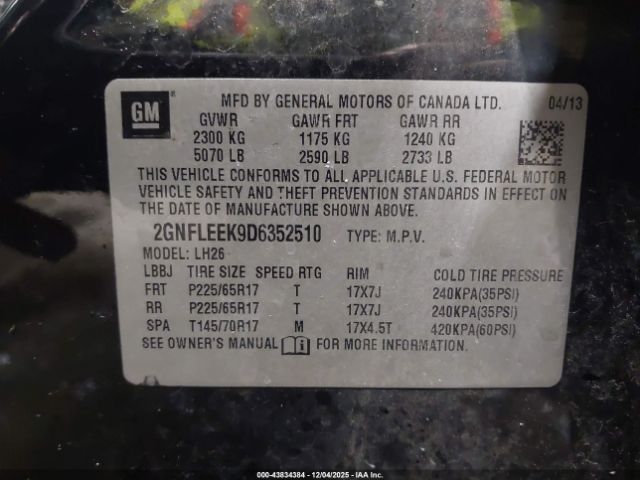 GM
MFD BY GENERAL MOTORS OF CANADA LTD. 04/13
GVWR GAWR FRT GAWR RR
2300 KG 1175 KG 1240 KG
5070 LB 2590 LB 2733 LB
THIS VEHICLE CONFORMS TO ALL APPLICABLE U.S. FEDERAL MOTOR
VEHICLE SAFETY AND THEFT PREVENTION STANDARDS IN EFFECT ON
THE DATE OF MANUFACTURE SHOWN ABOVE.
2GNFLEEK9D6352510 TYPE: M.P.V.
MODEL: LH26
LBBJ TIRE SIZE SPEED RTG RIM COLD TIRE PRESSURE
FRT P225/65R17 T 17X7J 240KPA(35PSI)
RR P225/65R17 T 17X7J 240KPA(35PSI)
SPA T145/70R17 M 17X4.5T 420KPA(60PSI)
SEE OWNER'S MANUAL FOR MORE INFORMATION.
000-43834384 - 12/04/2025 - IAAI.com